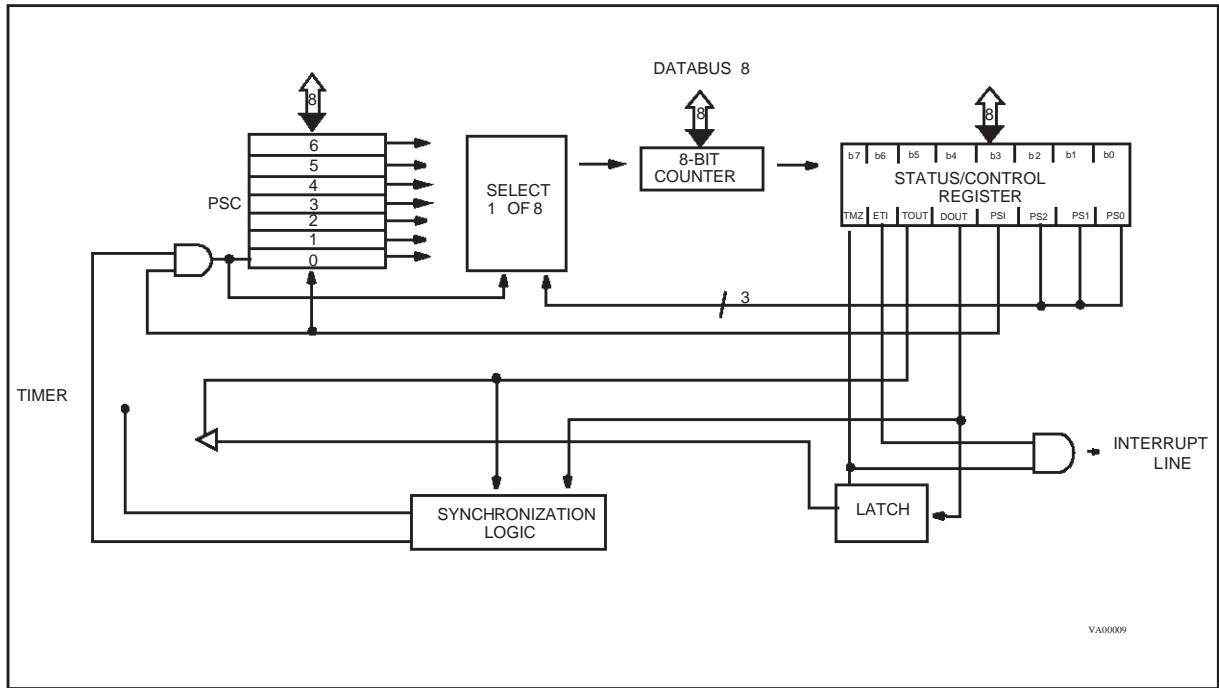 DATABUS 8
8
8
8
6
5
4
3
2
1
0
PSC
SELECT
1 OF 8
8-BIT
COUNTER
b7 b6 b5 b4 b3 b2 b1 b0
STATUS/CONTROL
REGISTER
TMZ ETI TOUT DOUT PSI PS2 PS1 PS0
3
TIMER
INTERRUPT
LINE
SYNCHRONIZATION
LOGIC
LATCH
VA00009